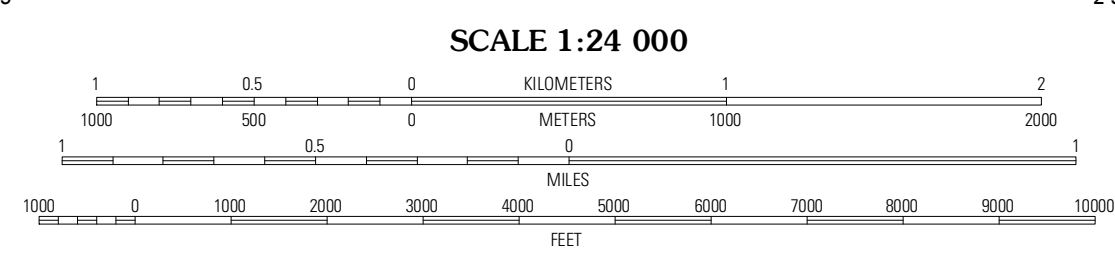 SCALE 1:24 000
1 0.5 0 KILOMETERS 1 2
1000 500 0 METERS 1000 2000
1 0.5 0 1
MILES
1000 0 1000 2000 3000 4000 5000 6000 7000 8000 9000 10000
FEET